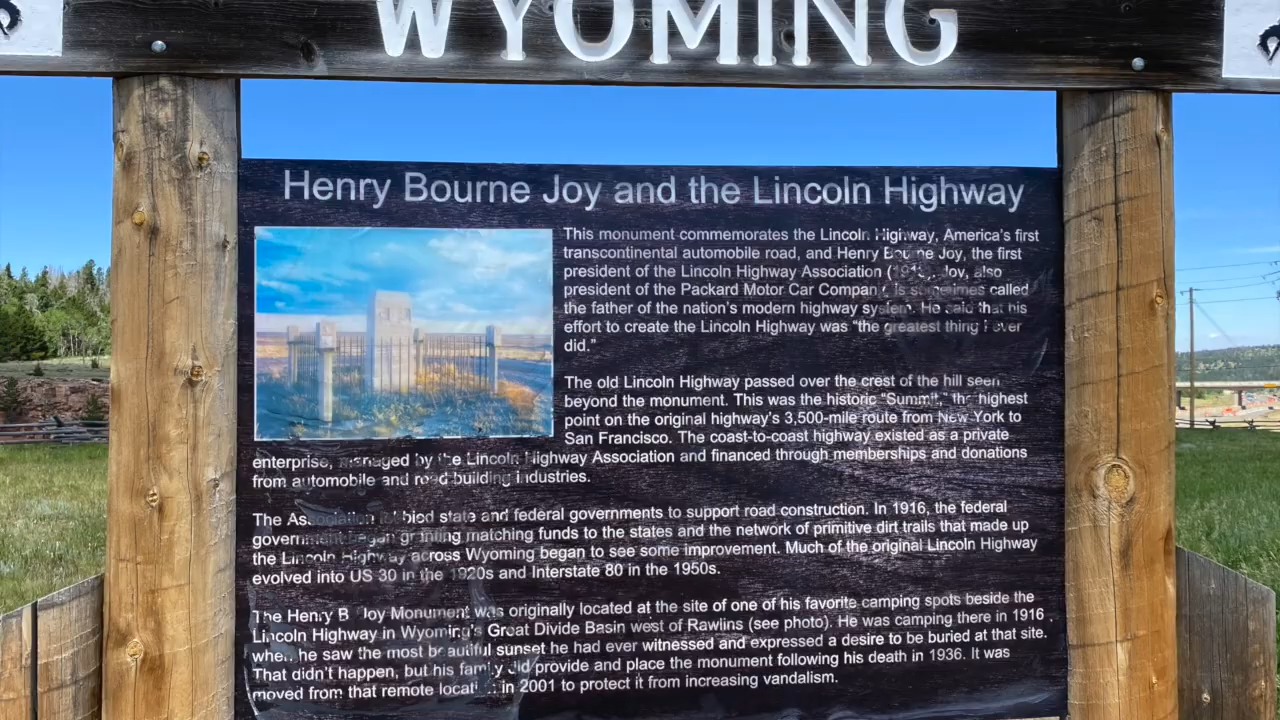 WYOMING
Henry Bourne Joy and the Lincoln Highway
This monument commemorates the Lincoln Highway, America's first
transcontinental automobile road, and Henry Bourne Joy, the first
president of the Lincoln Highway Association ( Joy, also
president of the Packard Motor Car Company is sometimes called
the father of the nation's modern highway system. He said that his
effort to create the Lincoln Highway was "the greatest thing I ever
did."
The old Lincoln Highway passed over the crest of the hill seen
beyond the monument. This was the historic "Summit," the highest
point on the original highway's 3,500-mile route from New York to
San Francisco. The coast-to-coast highway existed as a private
enterprise, managed by the Lincoln Highway Association and financed through memberships and donations
from automobile and road building industries.
The Association lobbied state and federal governments to support road construction. In 1916, the federal
government began granting matching funds to the states and the network of primitive dirt trails that made up
the Lincoln Highway across Wyoming began to see some improvement. Much of the original Lincoln Highway
evolved into US 30 in the 1920s and Interstate 80 in the 1950s.
The Henry B Joy Monument was originally located at the site of one of his favorite camping spots beside the
Lincoln Highway in Wyoming's Great Divide Basin west of Rawlins (see photo). He was camping there in 1916
when he saw the most beautiful sunset he had ever witnessed and expressed a desire to be buried at that site.
That didn't happen, but his family did provide and place the monument following his death in 1936. It was
moved from that remote location in 2001 to protect it from increasing vandalism.